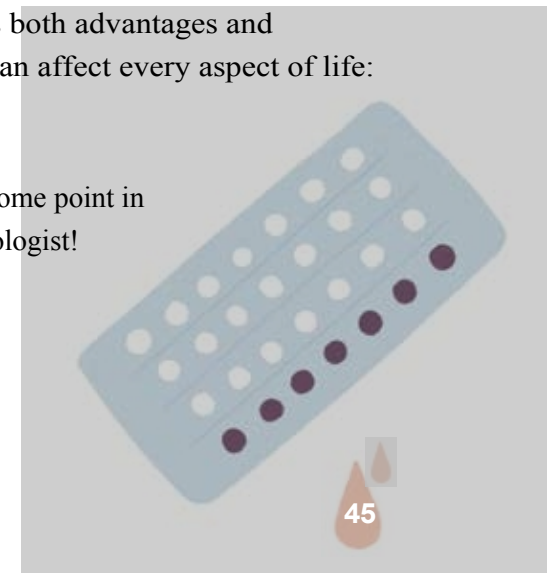 both advantages and
an affect every aspect of life:
ome point in
ologist!
45